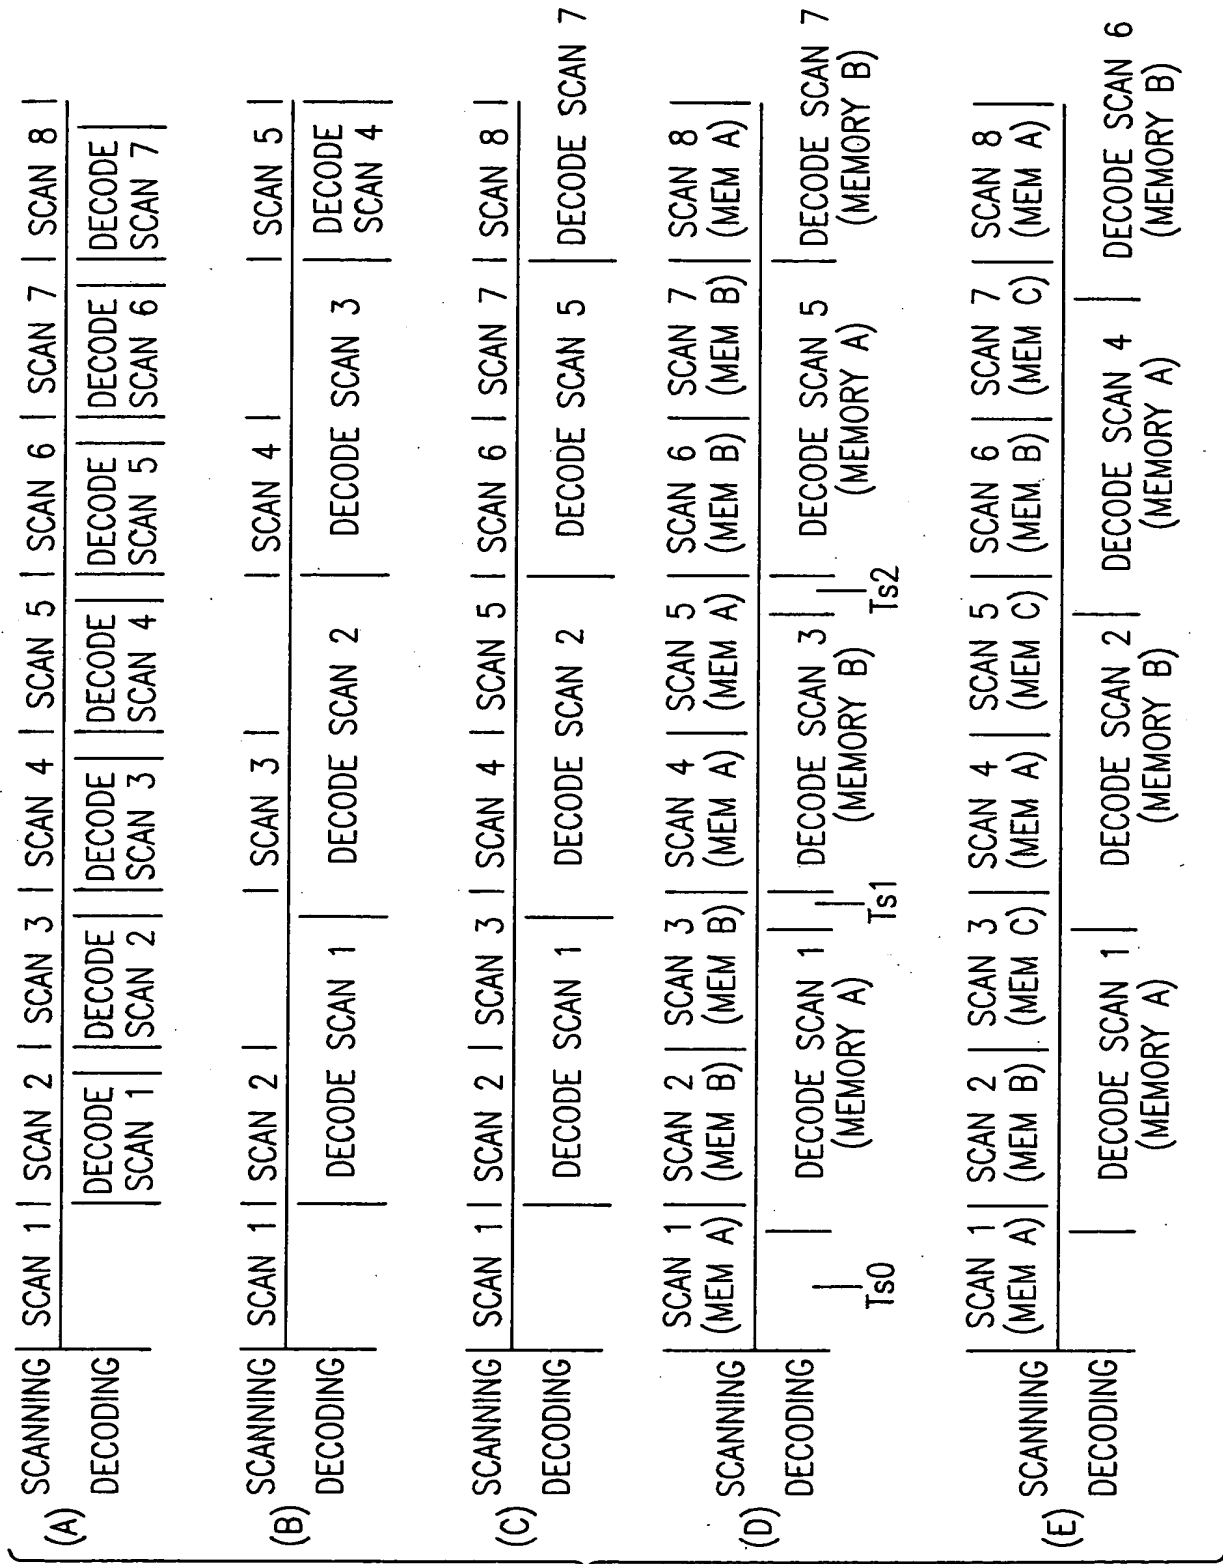 (A)
SCANNING | SCAN 1 | SCAN 2 | SCAN 3 | SCAN 4 | SCAN 5 | SCAN 6 | SCAN 7 | SCAN 8 |
DECODING | DECODE | DECODE | DECODE | DECODE | DECODE | DECODE | DECODE |
SCAN 1 | SCAN 2 | SCAN 3 | SCAN 4 | SCAN 5 | SCAN 6 | SCAN 7 |
(B)
SCANNING | SCAN 1 | SCAN 2 | | SCAN 3 | | SCAN 4 | | SCAN 5 |
DECODING | DECODE SCAN 1 | DECODE SCAN 2 | DECODE SCAN 3 | DECODE
SCAN 4
(C)
SCANNING | SCAN 1 | SCAN 2 | SCAN 3 | SCAN 4 | SCAN 5 | SCAN 6 | SCAN 7 | SCAN 8 |
DECODING | DECODE SCAN 1 | DECODE SCAN 2 | DECODE SCAN 5 | DECODE SCAN 7
(D)
SCANNING | SCAN 1 | SCAN 2 | SCAN 3 | SCAN 4 | SCAN 5 | SCAN 6 | SCAN 7 | SCAN 8 |
(MEM A) | (MEM B) | (MEM B) | (MEM A) | (MEM A) | (MEM B) | (MEM B) | (MEM A) |
DECODING | DECODE SCAN 1 | DECODE SCAN 3 | DECODE SCAN 5 | DECODE SCAN 7
(MEMORY A) (MEMORY B) (MEMORY A) (MEMORY B)
Ts0 Ts1 Ts2
(E)
SCANNING | SCAN 1 | SCAN 2 | SCAN 3 | SCAN 4 | SCAN 5 | SCAN 6 | SCAN 7 | SCAN 8 |
(MEM A) | (MEM B) | (MEM C) | (MEM A) | (MEM C) | (MEM B) | (MEM C) | (MEM A) |
DECODING | DECODE SCAN 1 | DECODE SCAN 2 | DECODE SCAN 4 | DECODE SCAN 6
(MEMORY A) (MEMORY B) (MEMORY A) (MEMORY B)